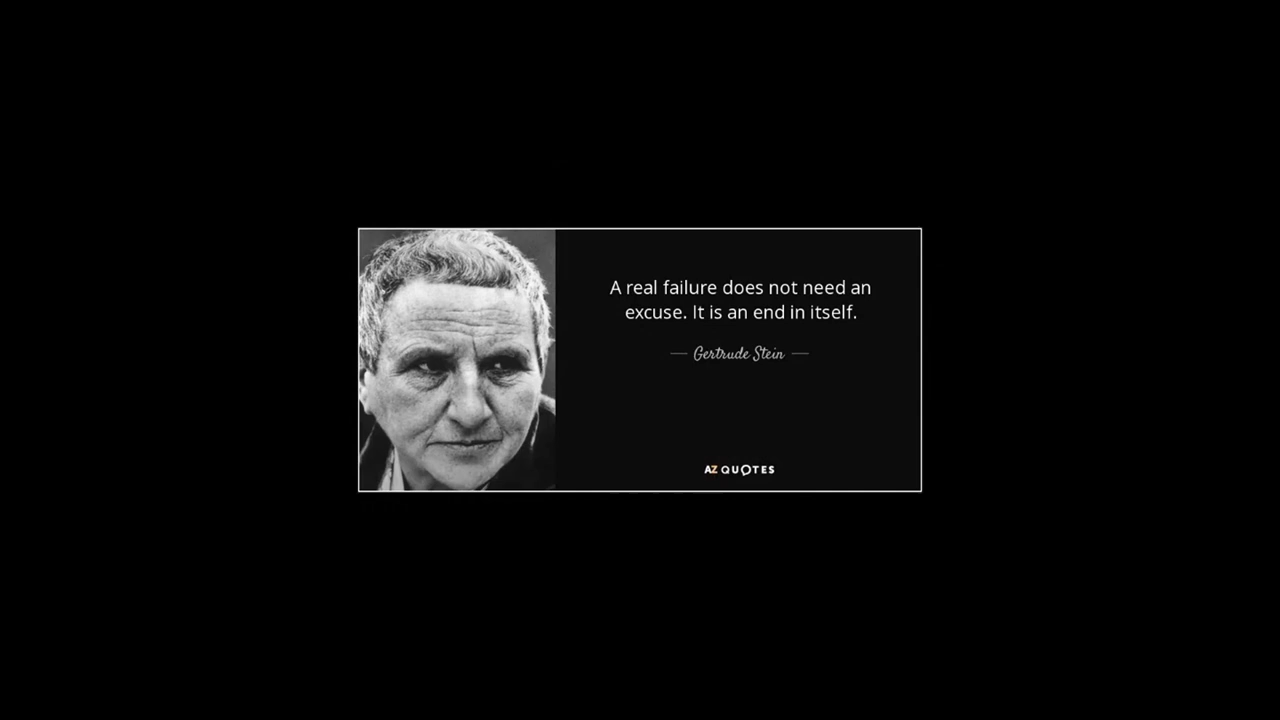 A real failure does not need an
excuse. It is an end in itself.
Gertrude Stein
AZ QUOTES